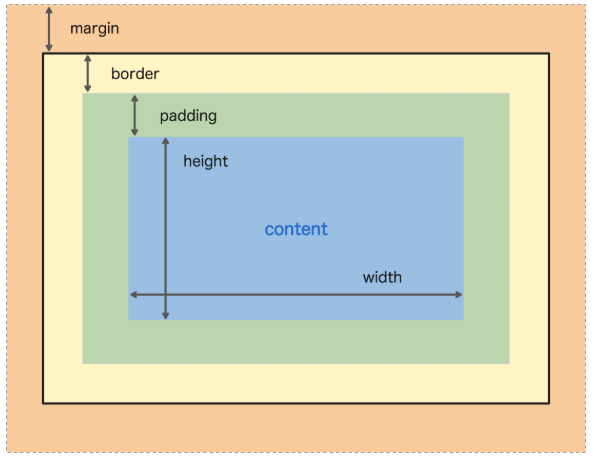 margin
border
padding
height
content
width